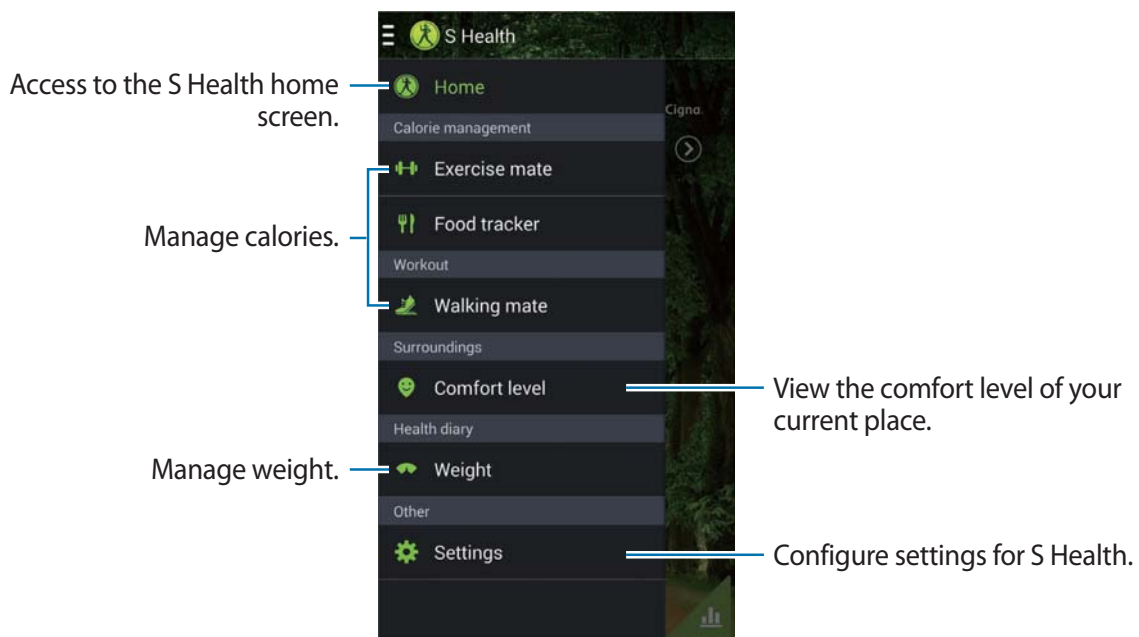 S Health
Access to the S Health home
screen.
Home
Cigna
Calorie management
Exercise mate
Manage calories.
Food tracker
Workout
Walking mate
Surroundings
Comfort level
View the comfort level of your
current place.
Health diary
Manage weight.
Weight
Other
Settings
Configure settings for S Health.